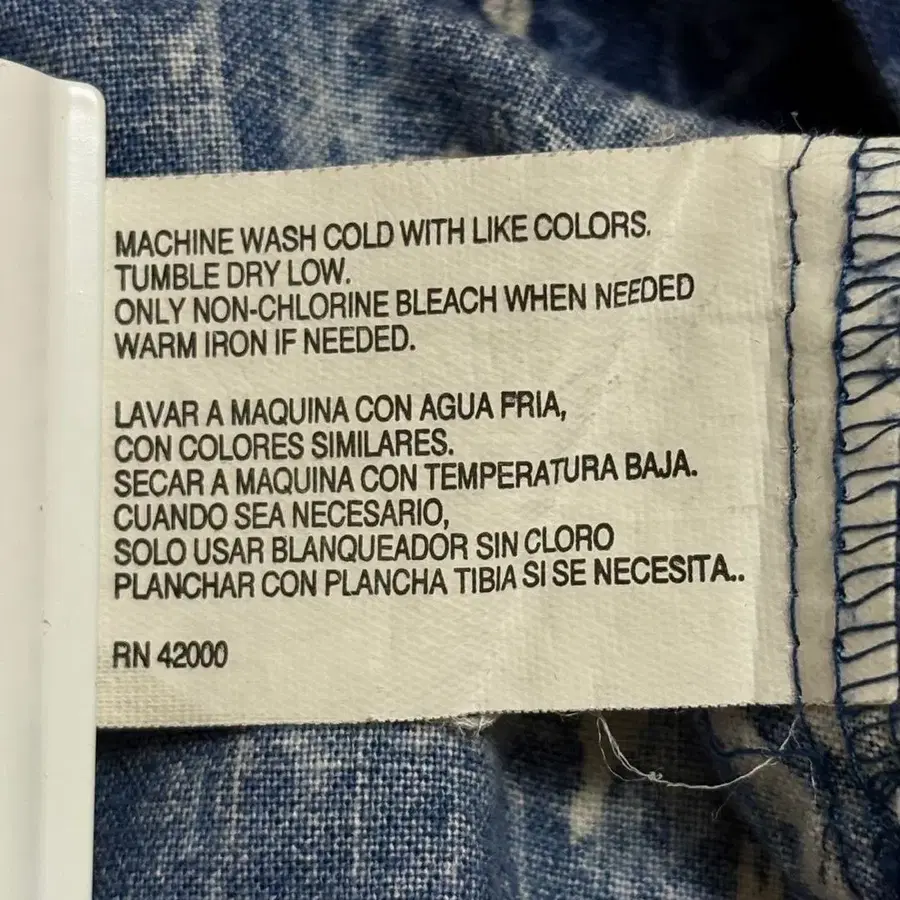 MACHINE WASH COLD WITH LIKE COLORS.
TUMBLE DRY LOW.
ONLY NON-CHLORINE BLEACH WHEN NEEDED
WARM IRON IF NEEDED.
LAVAR A MAQUINA CON AGUA FRIA,
CON COLORES SIMILARES.
SECAR A MAQUINA CON TEMPERATURA BAJA.
CUANDO SEA NECESARIO,
SOLO USAR BLANQUEADOR SIN CLORO
PLANCHAR CON PLANCHA TIBIA SI SE NECESITA..
RN 42000